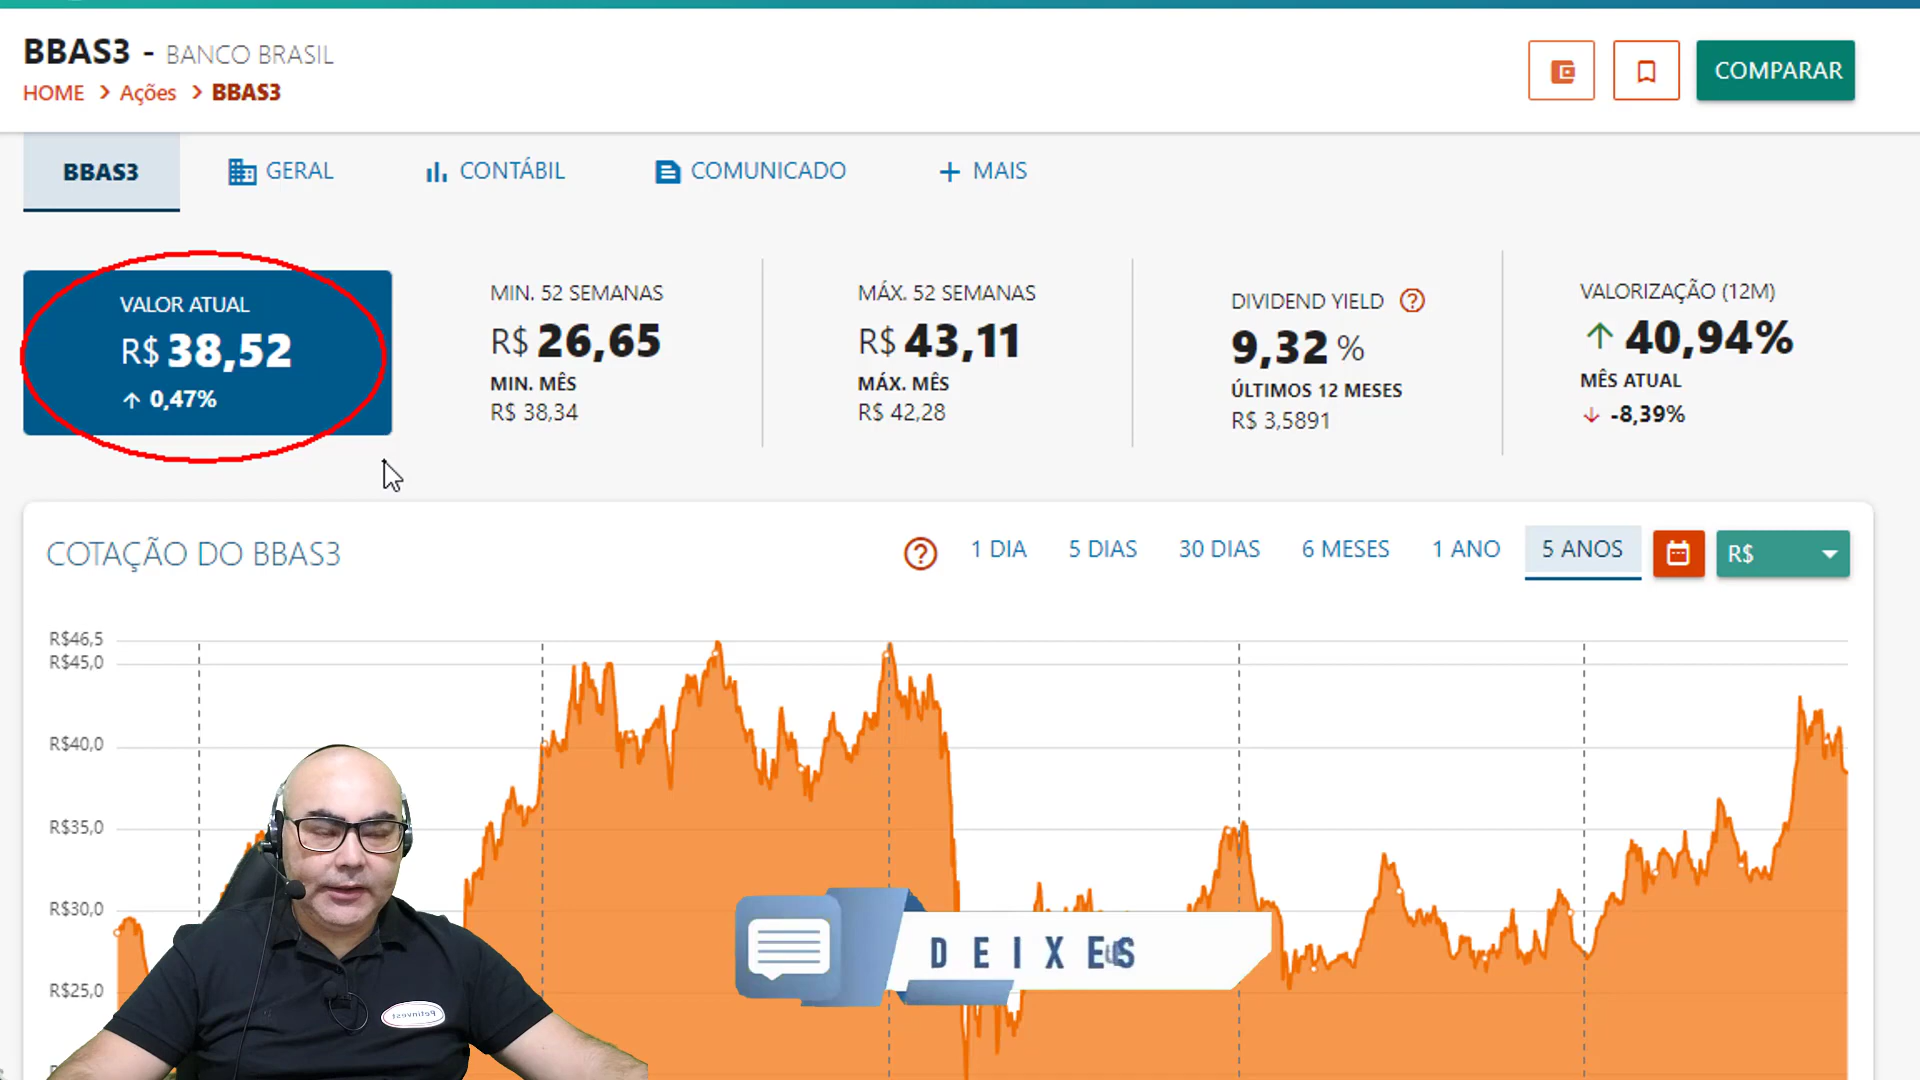 BBAS3 - BANCO BRASIL
HOME > Ações > BBAS3
COMPARAR
BBAS3
GERAL
CONTÁBIL
COMUNICADO
+ MAIS
VALOR ATUAL
R$ 38,52
↑ 0,47%
MIN. 52 SEMANAS
R$ 26,65
MIN. MÊS
R$ 38,34
MÁX. 52 SEMANAS
R$ 43,11
MÁX. MÊS
R$ 42,28
DIVIDEND YIELD ?
9,32 %
ÚLTIMOS 12 MESES
R$ 3,5891
VALORIZAÇÃO (12M)
↑ 40,94%
MÊS ATUAL
↓ -8,39%
COTAÇÃO DO BBAS3
? 1 DIA 5 DIAS 30 DIAS 6 MESES 1 ANO 5 ANOS R$
R$46,5
R$45,0
R$40,0
R$35,0
R$30,0
R$25,0
DEIXE